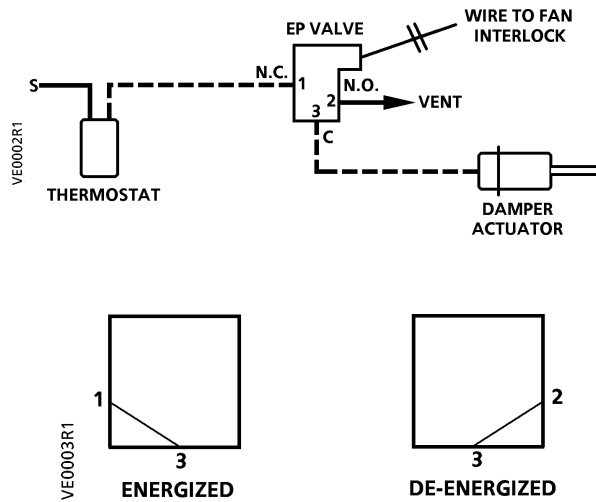 WIRE TO FAN
INTERLOCK
EP VALVE
S
N.C.
1
N.O.
2
VENT
3
C
VE0002R1
THERMOSTAT
DAMPER
ACTUATOR
1
3
ENERGIZED
2
3
DE-ENERGIZED
VE0003R1